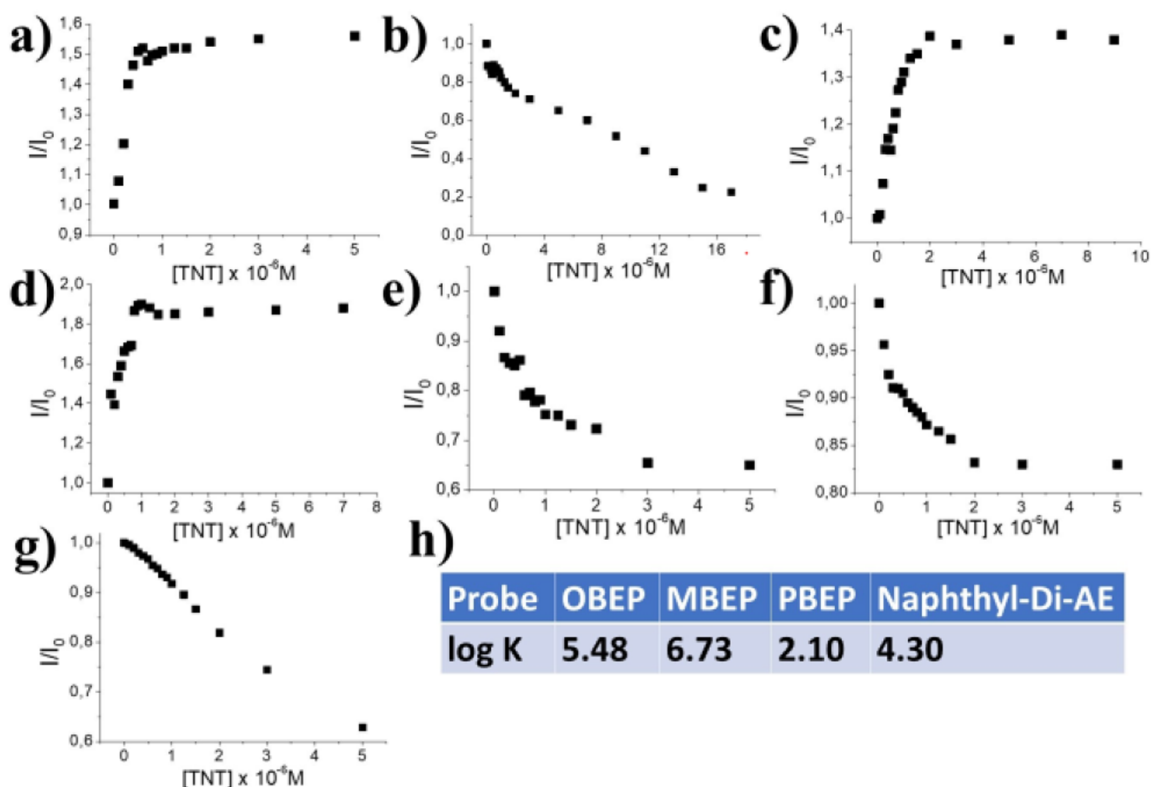 a)
1,6
1,5
1,4
1,3
1,2
1,1
1,0
0,9
I/I0
0 1 2 3 4 5
[TNT] x 10-6M
b)
1,0
0,8
0,6
0,4
0,2
0,0
I/I0
0 4 8 12 16
[TNT] x 10-6M
c)
1,4
1,3
1,2
1,1
1,0
I/I0
0 2 4 6 8 10
[TNT] x 10-5M
d)
2,0
1,8
1,6
1,4
1,2
1,0
I/I0
0 1 2 3 4 5 6 7 8
[TNT] x 10-6M
e)
1,0
0,9
0,8
0,7
0,6
I/I0
0 1 2 3 4 5
[TNT] x 10-6M
f)
1,00
0,95
0,90
0,85
0,80
I/I0
0 1 2 3 4 5
[TNT] x 10-5M
g)
1,0
0,9
0,8
0,7
0,6
I/I0
0 1 2 3 4 5
[TNT] x 10-6M
h)
Probe OBEP MBEP PBEP Naphthyl-Di-AE
log K 5.48 6.73 2.10 4.30